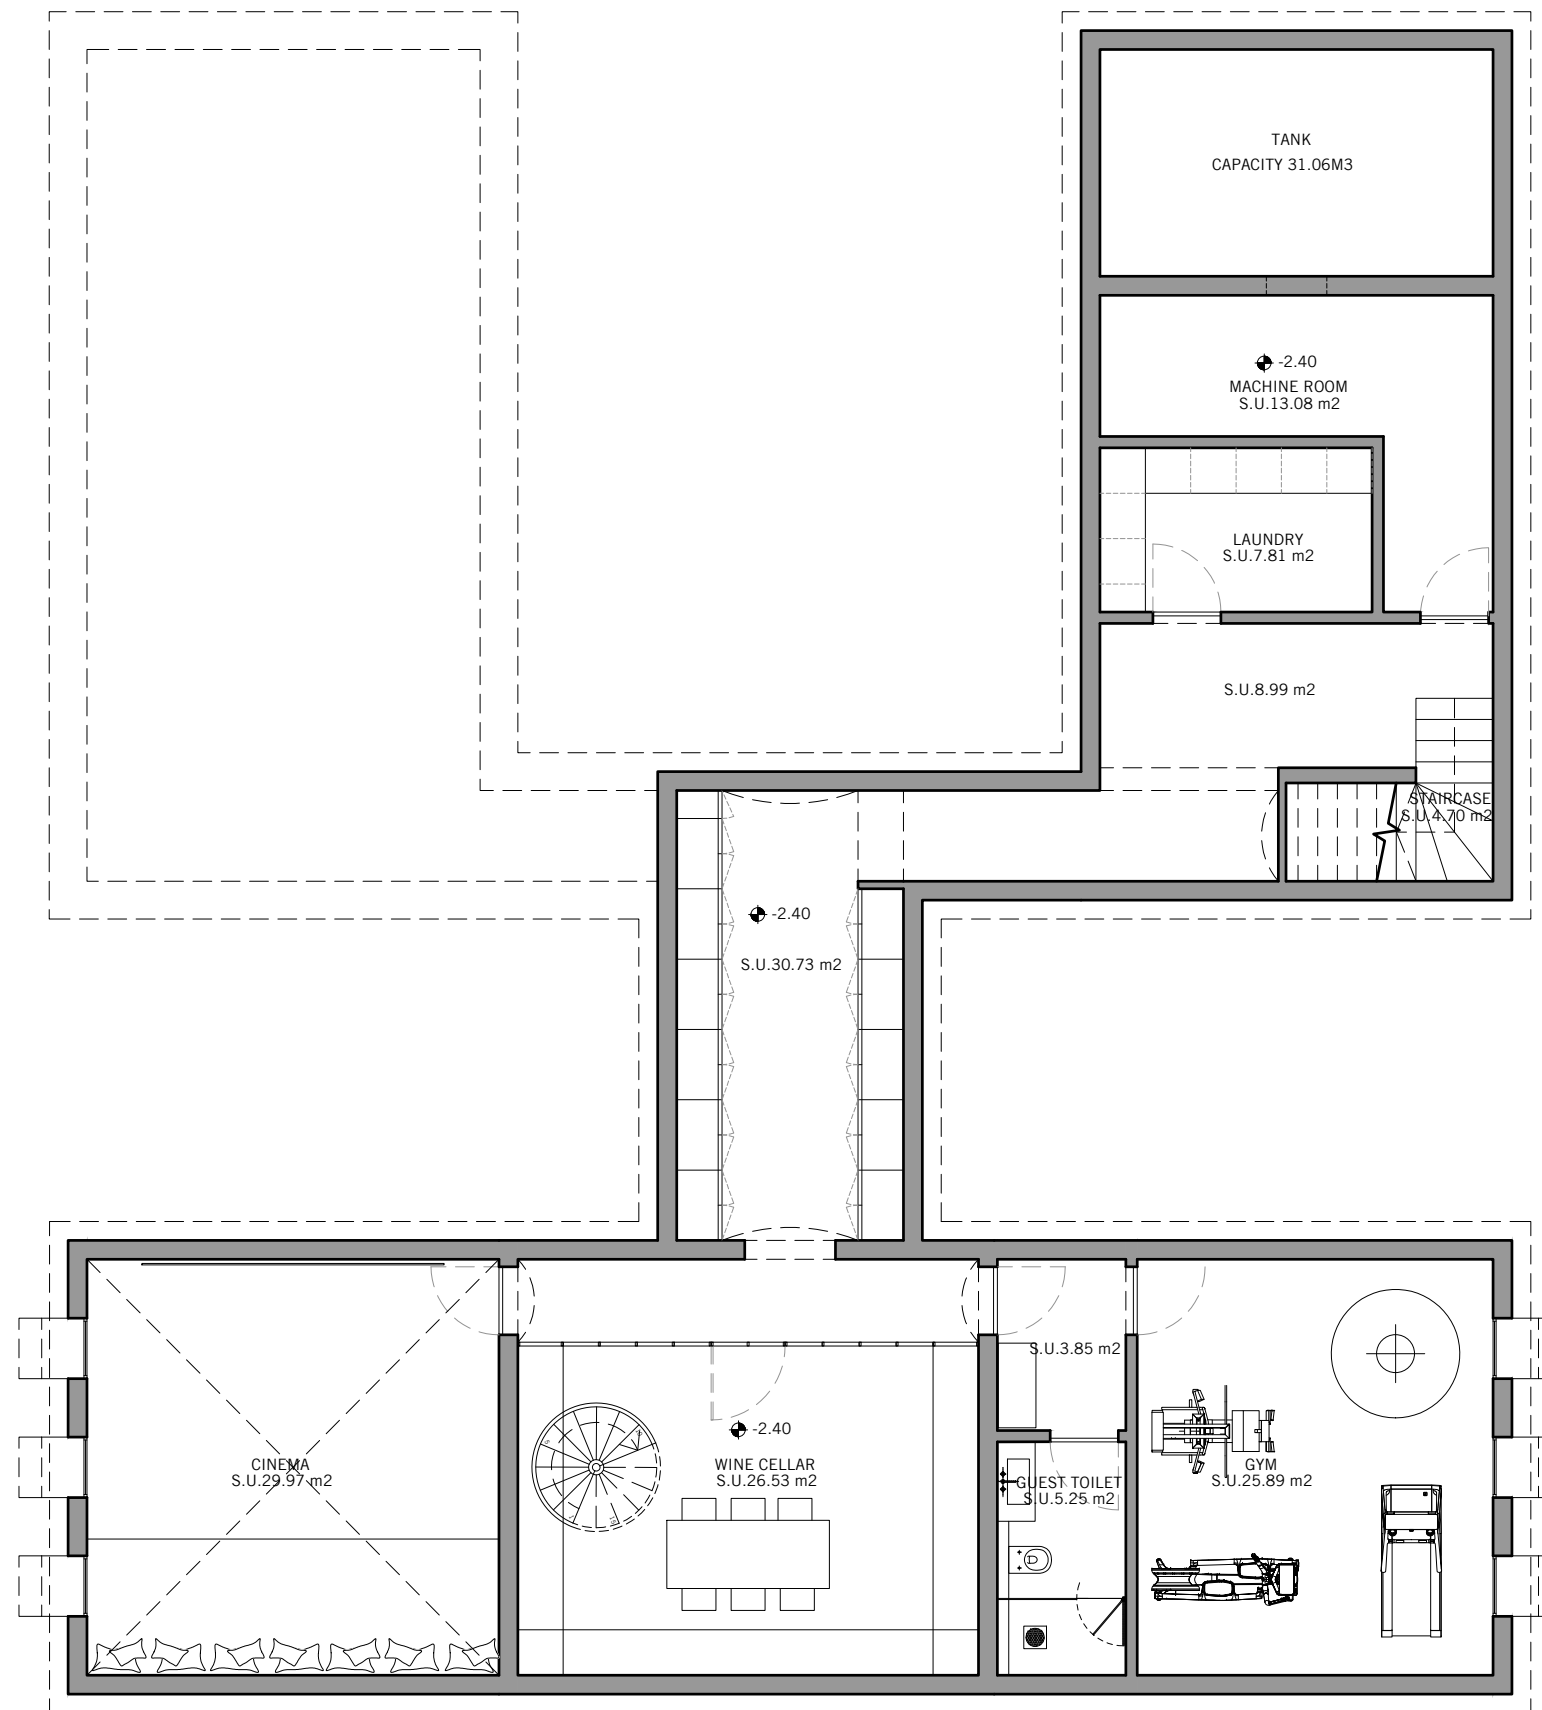 TANK
CAPACITY 31.06M3
-2.40
MACHINE ROOM
S.U.13.08 m2
LAUNDRY
S.U.7.81 m2
S.U.8.99 m2
STAIRCASE
S.U.4.70 m2
-2.40
S.U.30.73 m2
S.U.3.85 m2
-2.40
CINEMA
S.U.29.97 m2
WINE CELLAR
S.U.26.53 m2
GUEST TOILET
S.U.5.25 m2
GYM
S.U.25.89 m2